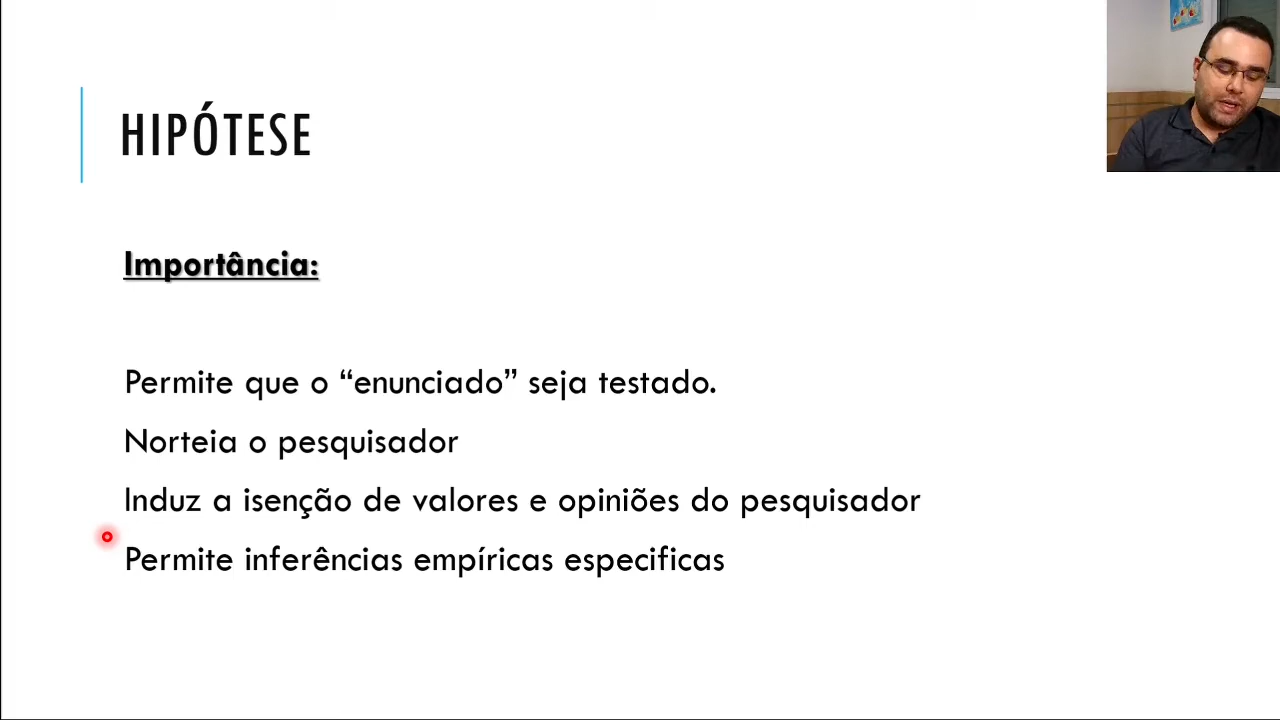 HIPÓTESE
Importância:
Permite que o “enunciado” seja testado.
Norteia o pesquisador
Induz a isenção de valores e opiniões do pesquisador
Permite inferências empíricas especificas